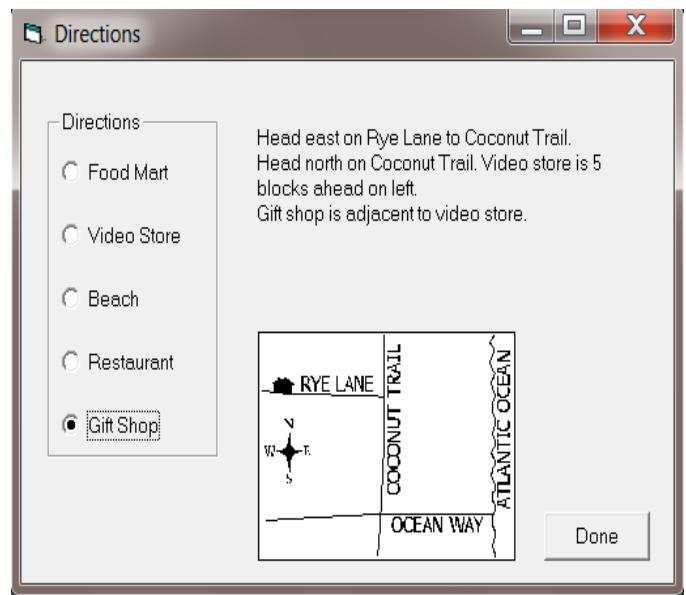 Directions
Directions
Food Mart
Video Store
Beach
Restaurant
Gift Shop
Head east on Rye Lane to Coconut Trail.
Head north on Coconut Trail. Video store is 5
blocks ahead on left.
Gift shop is adjacent to video store.
RYE LANE
COCONUT TRAIL
ATLANTIC OCEAN
N
W E
S
OCEAN WAY
Done